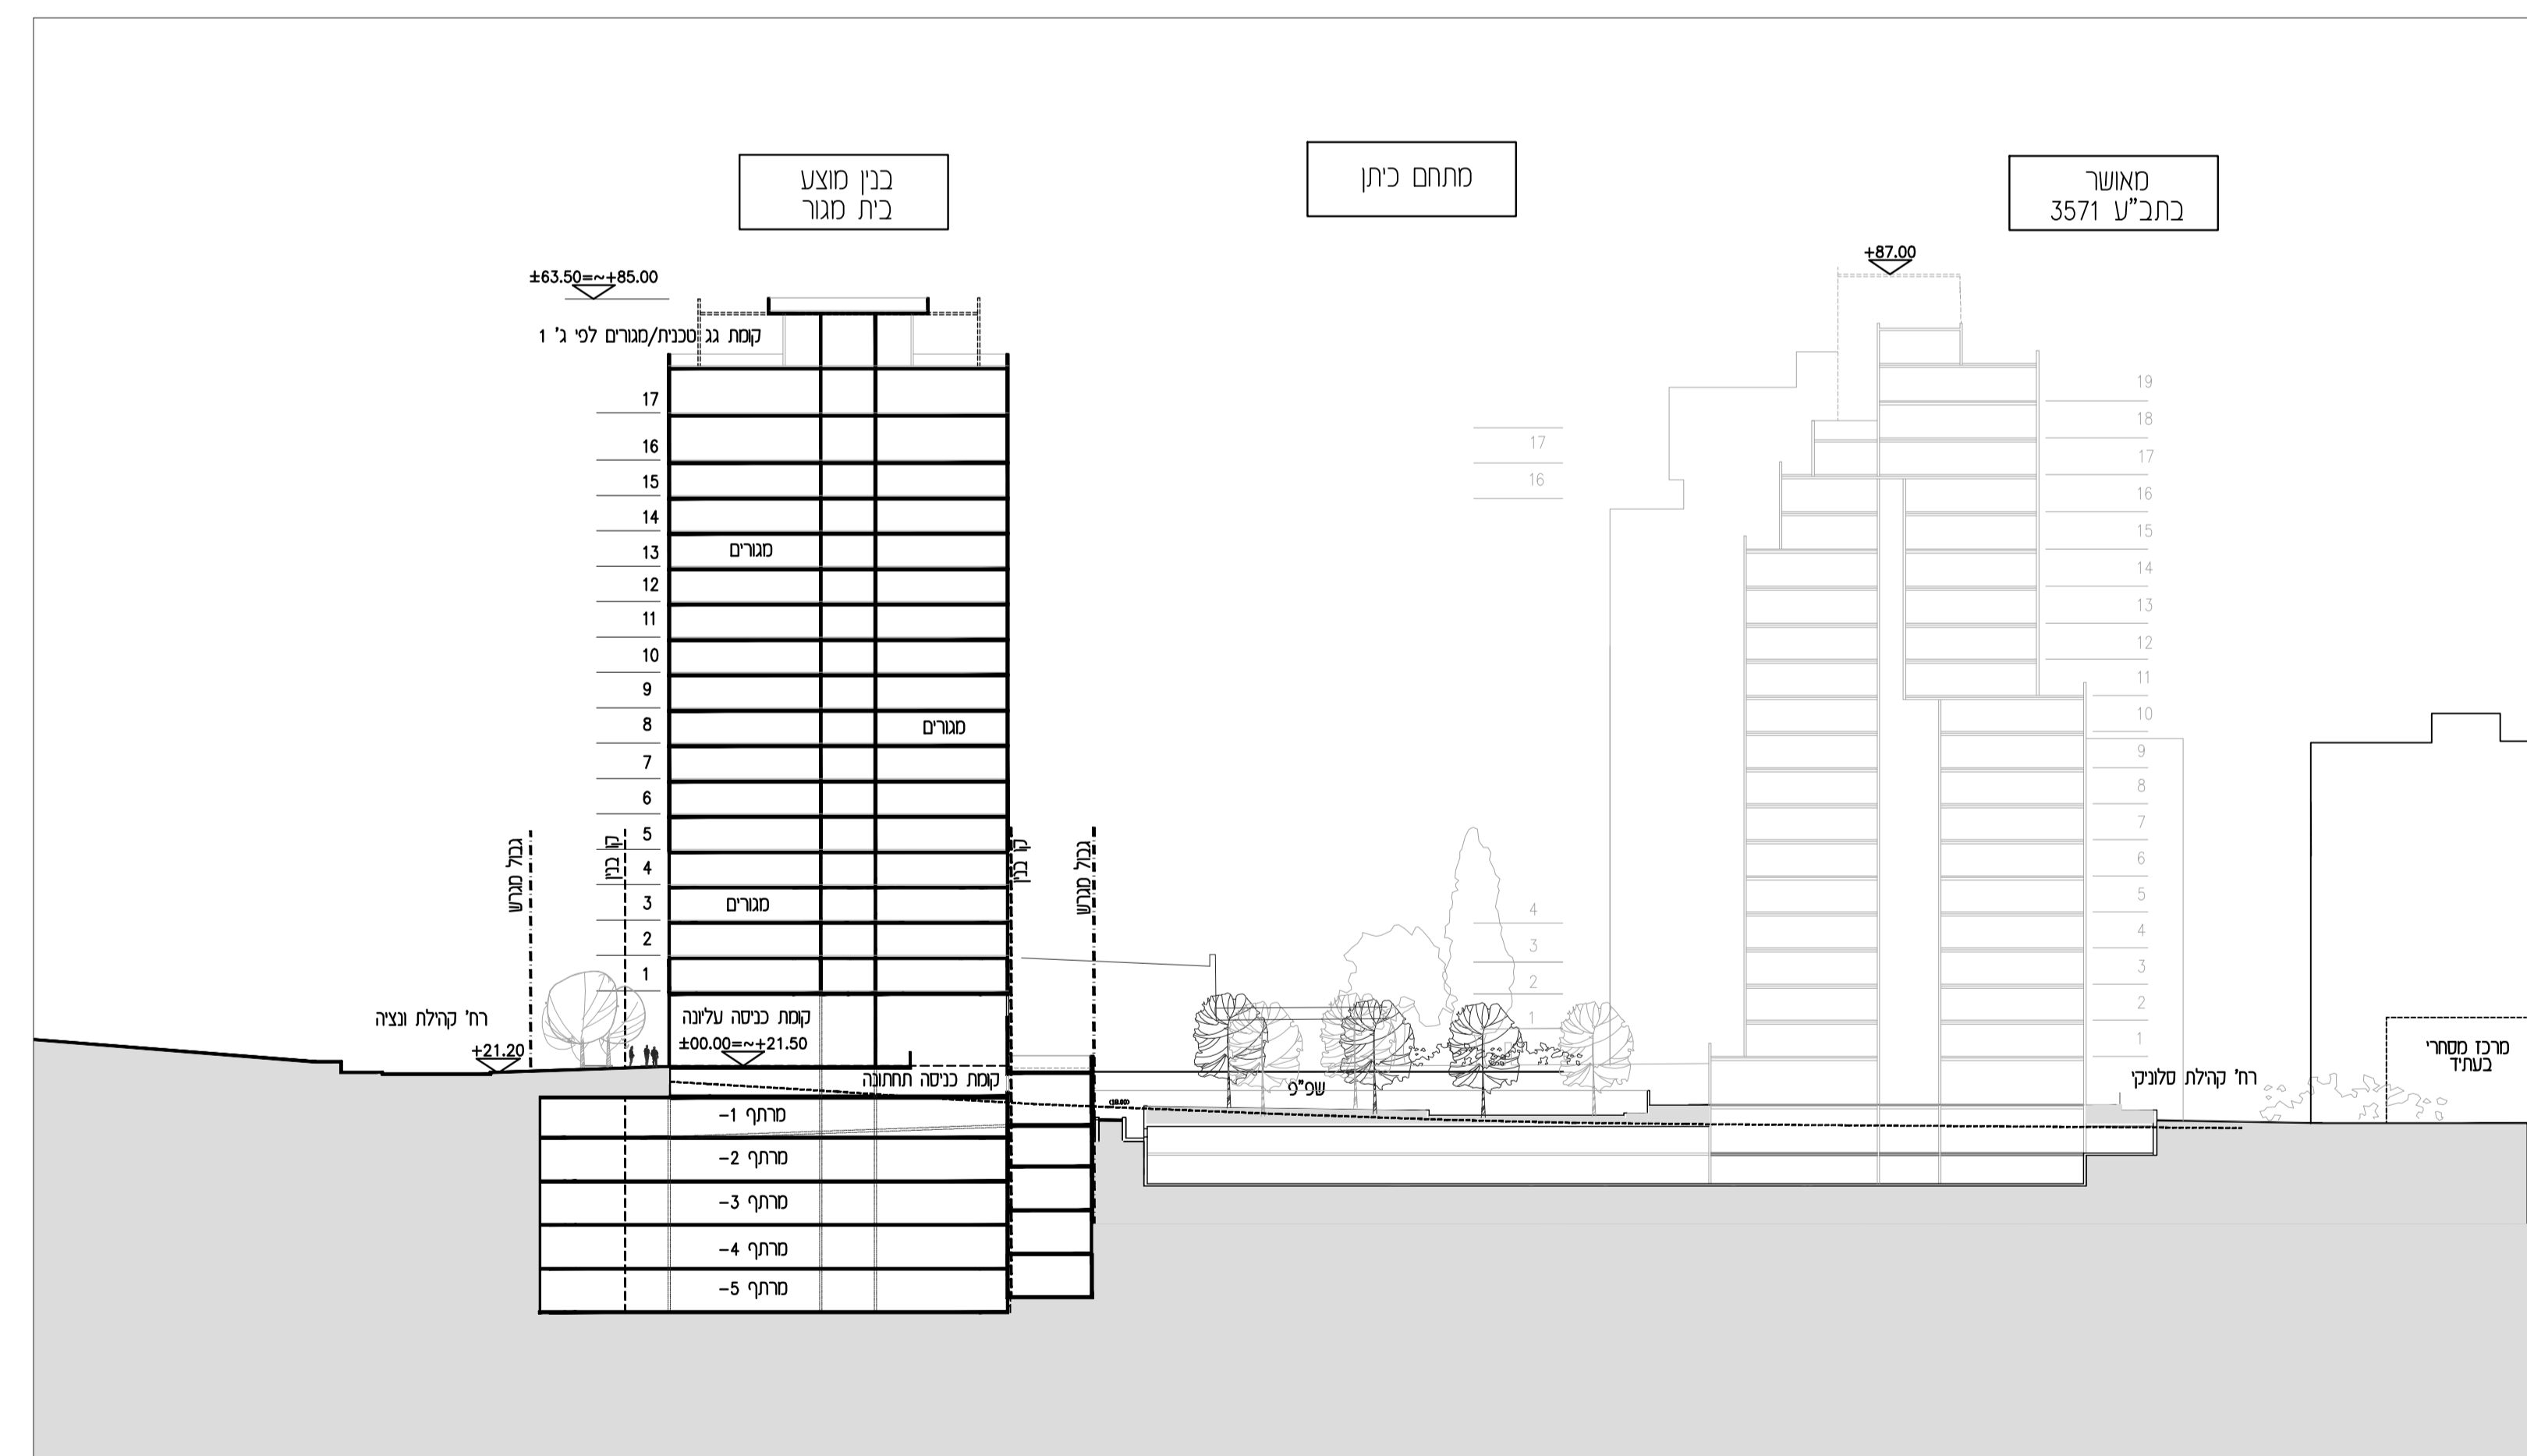 בנין מוצע
בית מגור
מתחם כיתן
מאושר
בתב"ע 3571
±63.50=~+85.00
+87.00
קומת גג טכנית/מגורים לפי ג' 1
17
16
15
14
13
מגורים
12
11
10
9
8
מגורים
7
6
5
4
3
מגורים
2
1
גבול מגרש
קו בנין
קו בנין
גבול מגרש
רח' קהילת ונציה
+21.20
קומת כניסה עליונה
±00.00=~+21.50
קומת כניסה תחתונה
מרתף 1-
מרתף 2-
מרתף 3-
מרתף 4-
מרתף 5-
17
16
4
3
2
1
שפ"פ
19
18
17
16
15
14
13
12
11
10
9
8
7
6
5
4
3
2
1
רח' קהילת סלוניקי
מרכז מסחרי
בעתיד